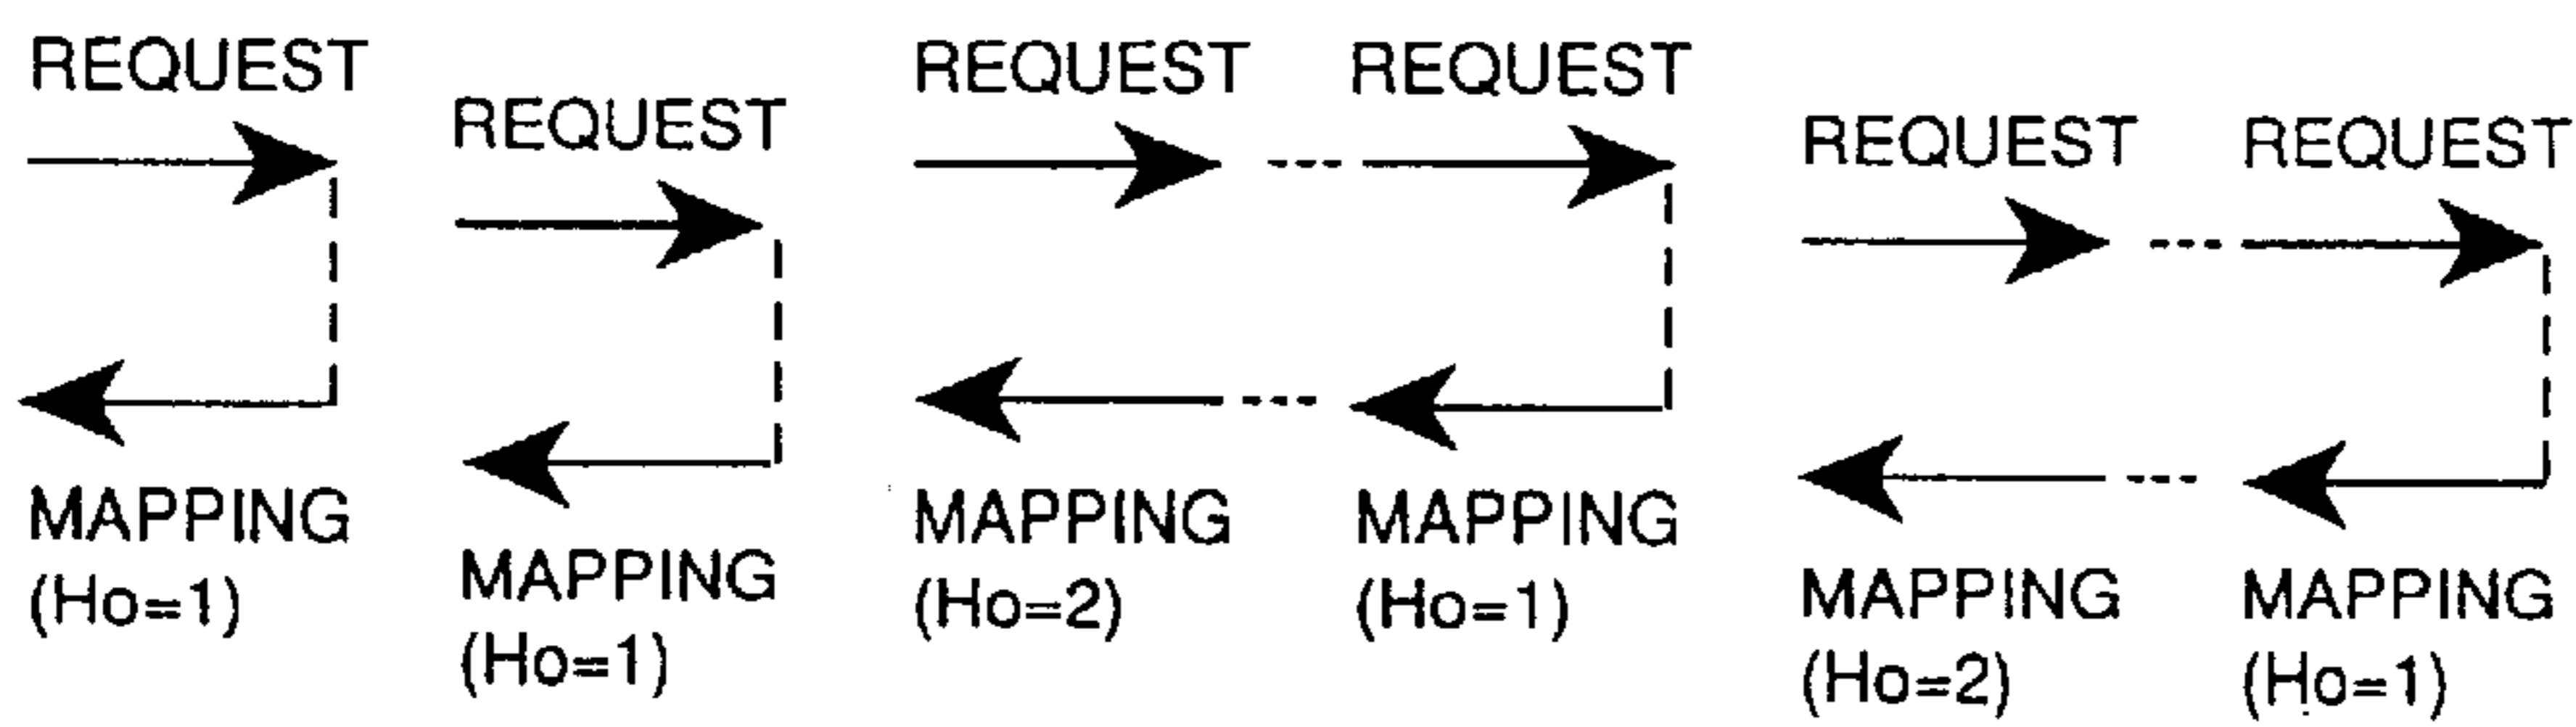 REQUEST
MAPPING
(Ho=1)
REQUEST
MAPPING
(Ho=1)
REQUEST REQUEST
MAPPING MAPPING
(Ho=2) (Ho=1)
REQUEST REQUEST
MAPPING MAPPING
(Ho=2) (Ho=1)